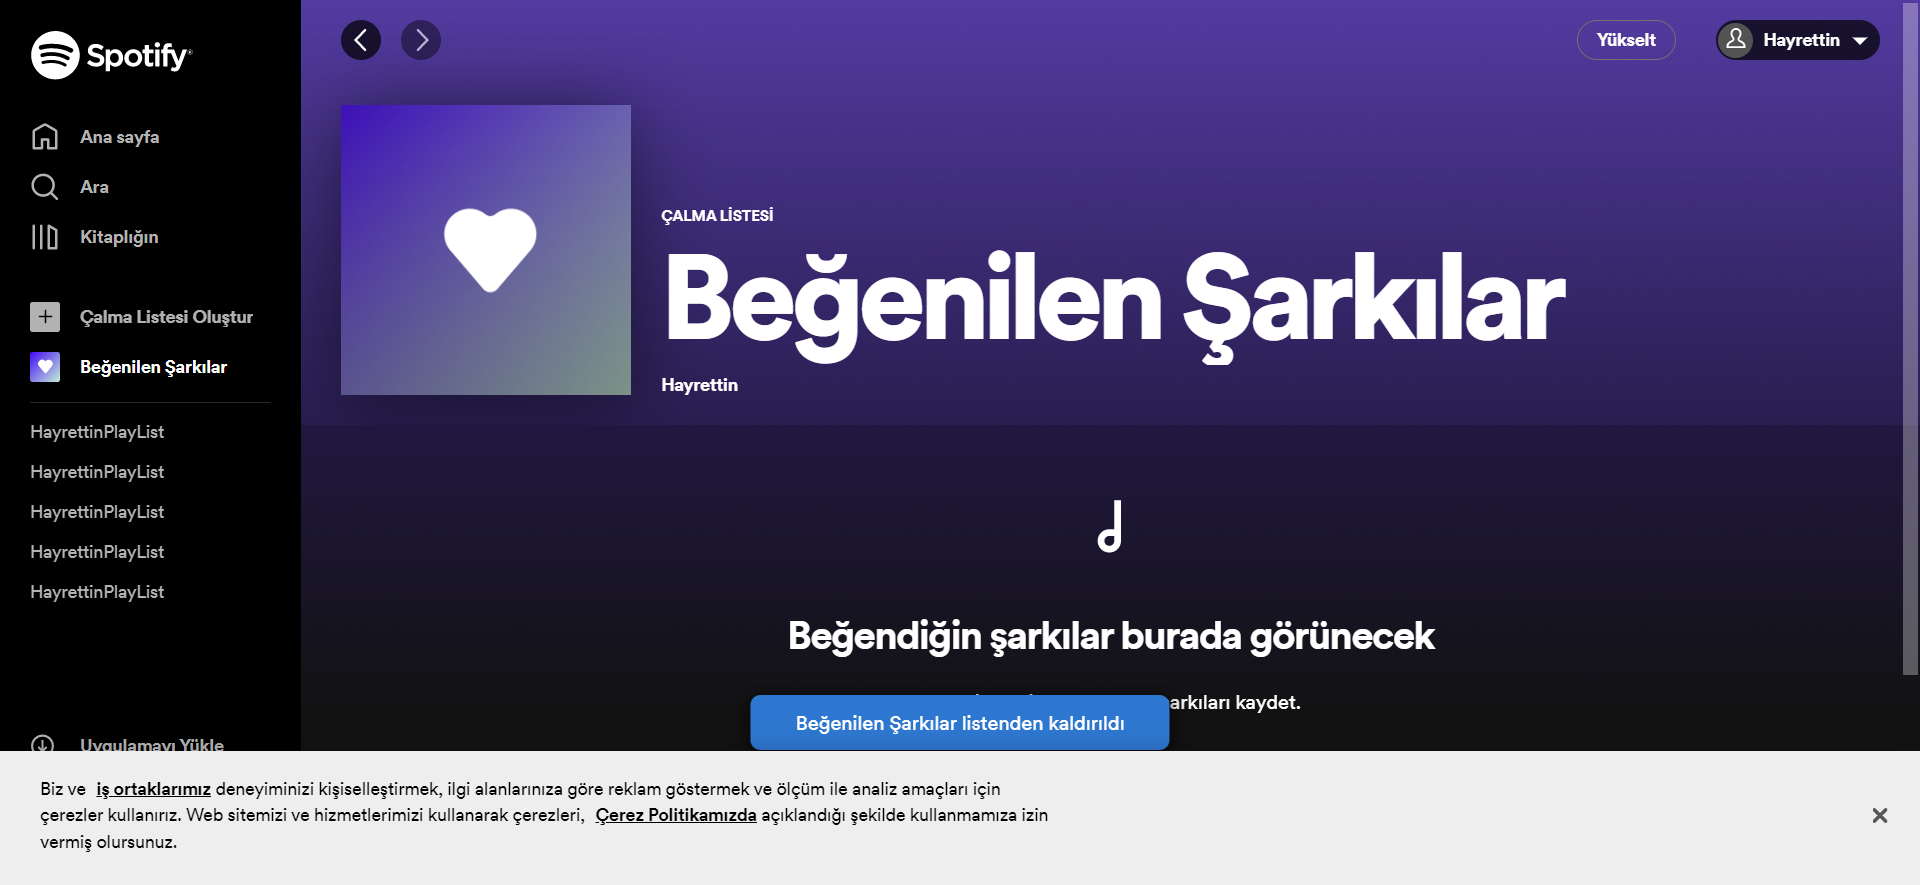 Spotify
Ana sayfa
Ara
Kitaplığın
Çalma Listesi Oluştur
Beğenilen Şarkılar
HayrettinPlayList
HayrettinPlayList
HayrettinPlayList
HayrettinPlayList
HayrettinPlayList
Uygulamayı Yükle
Yükselt
Hayrettin
ÇALMA LİSTESİ
Beğenilen Şarkılar
Hayrettin
Beğendiğin şarkılar burada görünecek
arkıları kaydet.
Beğenilen Şarkılar listenden kaldırıldı
Biz ve iş ortaklarımız deneyiminizi kişiselleştirmek, ilgi alanlarınıza göre reklam göstermek ve ölçüm ile analiz amaçları için
çerezler kullanırız. Web sitemizi ve hizmetlerimizi kullanarak çerezleri, Çerez Politikamızda açıklandığı şekilde kullanmamıza izin
vermiş olursunuz.